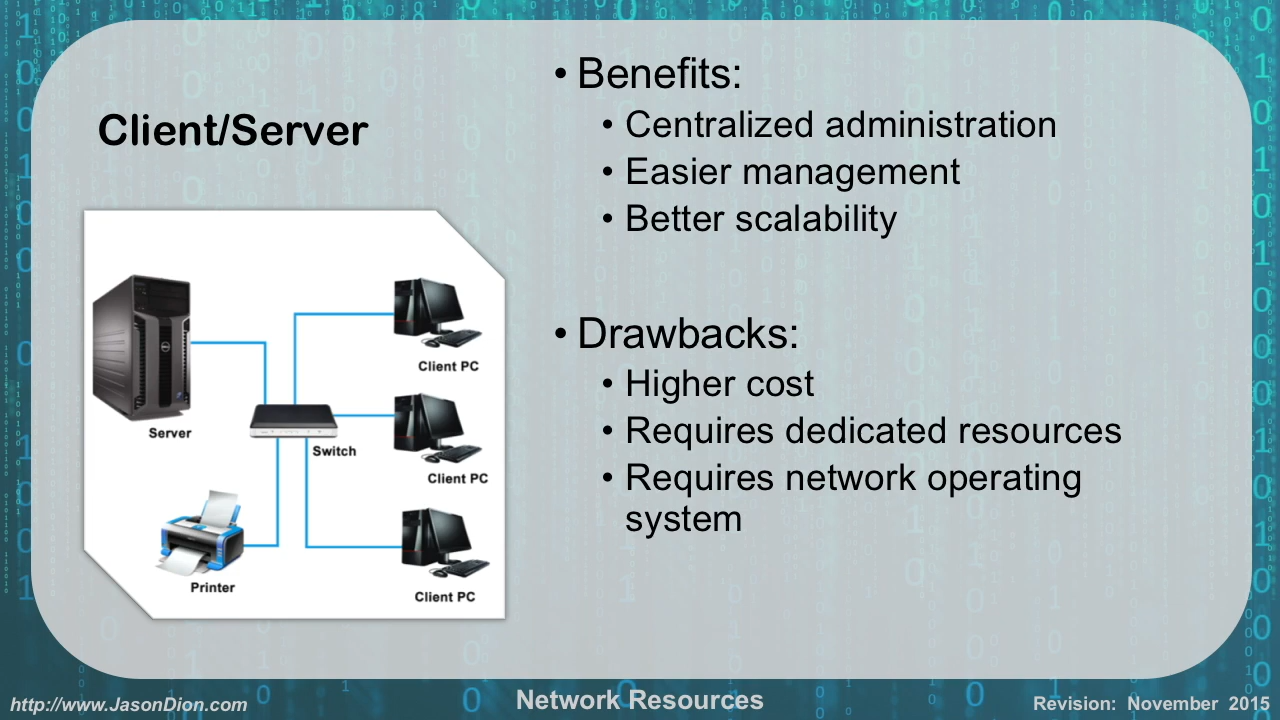 Client/Server
• Benefits:
• Centralized administration
• Easier management
• Better scalability
• Drawbacks:
• Higher cost
• Requires dedicated resources
• Requires network operating
system
Server
Switch
Printer
Client PC
Client PC
Client PC
http://www.JasonDion.com
Network Resources
Revision: November 2015